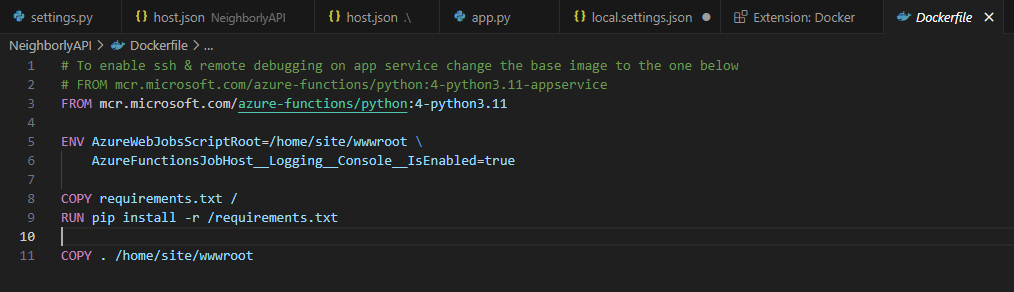 settings.py
host.json NeighborlyAPI
host.json .\
app.py
local.settings.json
Extension: Docker
Dockerfile
NeighborlyAPI > Dockerfile > ...
1 # To enable ssh & remote debugging on app service change the base image to the one below
2 # FROM mcr.microsoft.com/azure-functions/python:4-python3.11-appservice
3 FROM mcr.microsoft.com/azure-functions/python:4-python3.11
4
5 ENV AzureWebJobsScriptRoot=/home/site/wwwroot \
6 AzureFunctionsJobHost__Logging__Console__IsEnabled=true
7
8 COPY requirements.txt /
9 RUN pip install -r /requirements.txt
10
11 COPY . /home/site/wwwroot